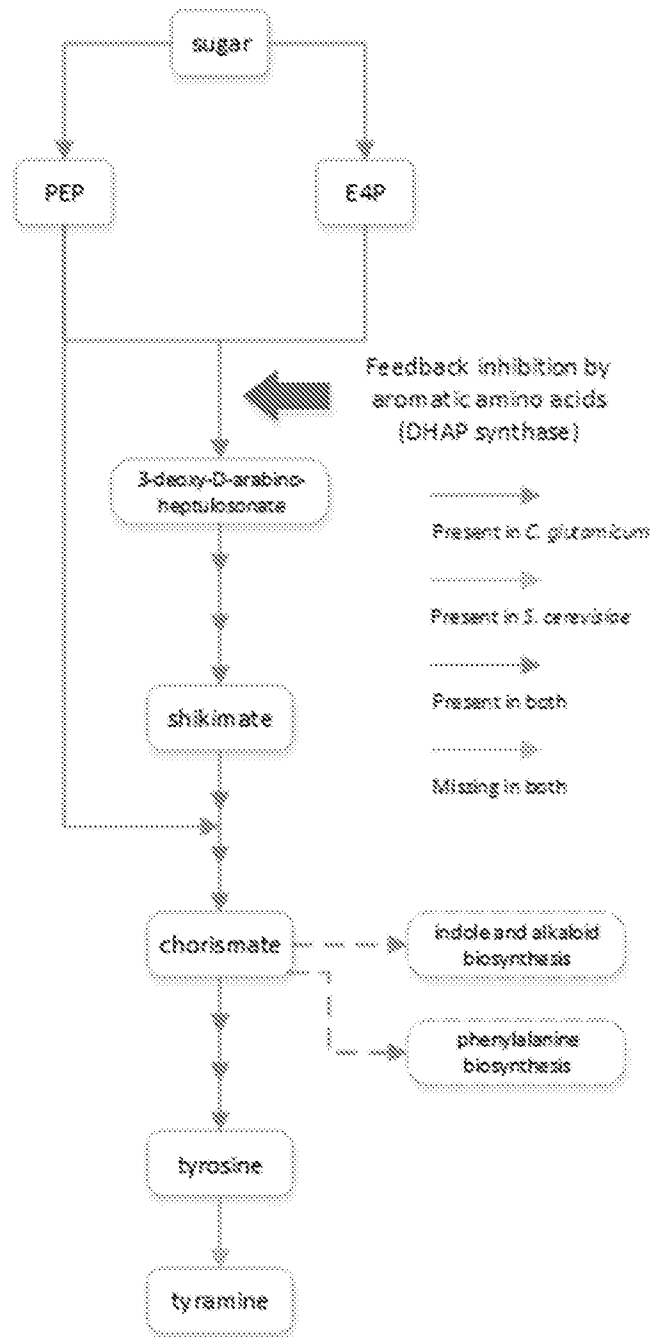 sugar
PEP
E4P
Feedback inhibition by
aromatic amino acids
(DHAP synthase)
3-deoxy-D-arabino-
heptulosonate
Present in C. glutamicum
Present in S. cerevisiae
Present in both
Missing in both
shikimate
chorismate
indole and alkaloid
biosynthesis
phenylalanine
biosynthesis
tyrosine
tyramine